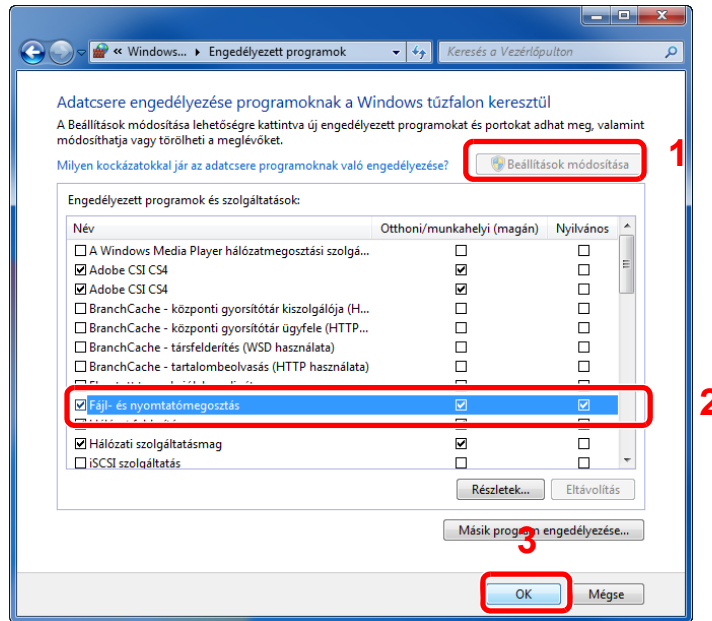 « Windows... ▸ Engedélyezett programok
Keresés a Vezérlőpulton
Adatcsere engedélyezése programoknak a Windows tűzfalon keresztül
A Beállítások módosítása lehetőségre kattintva új engedélyezett programokat és portokat adhat meg, valamint
módosíthatja vagy törölheti a meglévőket.
1
Milyen kockázatokkal jár az adatcsere programoknak való engedélyezése?
Beállítások módosítása
Engedélyezett programok és szolgáltatások:
Név Otthoni/munkahelyi (magán) Nyilvános
A Windows Media Player hálózatmegosztási szolgá...
Adobe CSI CS4
Adobe CSI CS4
BranchCache - központi gyorsítótár kiszolgálója (H...
BranchCache - központi gyorsítótár ügyfele (HTTP...
BranchCache - társfelderítés (WSD használata)
BranchCache - tartalombeolvasás (HTTP használata)
Fájl- és nyomtatómegosztás
2
Hálózati szolgáltatásmag
iSCSI szolgáltatás
Részletek... Eltávolítás
Másik program engedélyezése...
3
OK Mégse